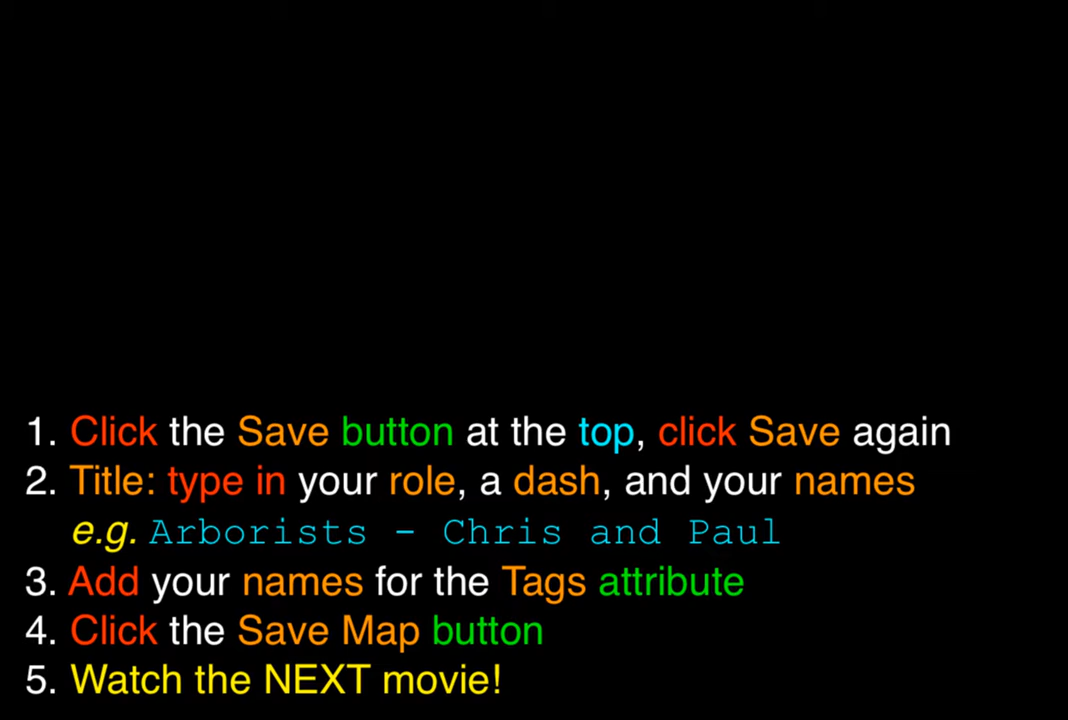 1. Click the Save button at the top, click Save again
2. Title: type in your role, a dash, and your names
e.g. Arborists - Chris and Paul
3. Add your names for the Tags attribute
4. Click the Save Map button
5. Watch the NEXT movie!